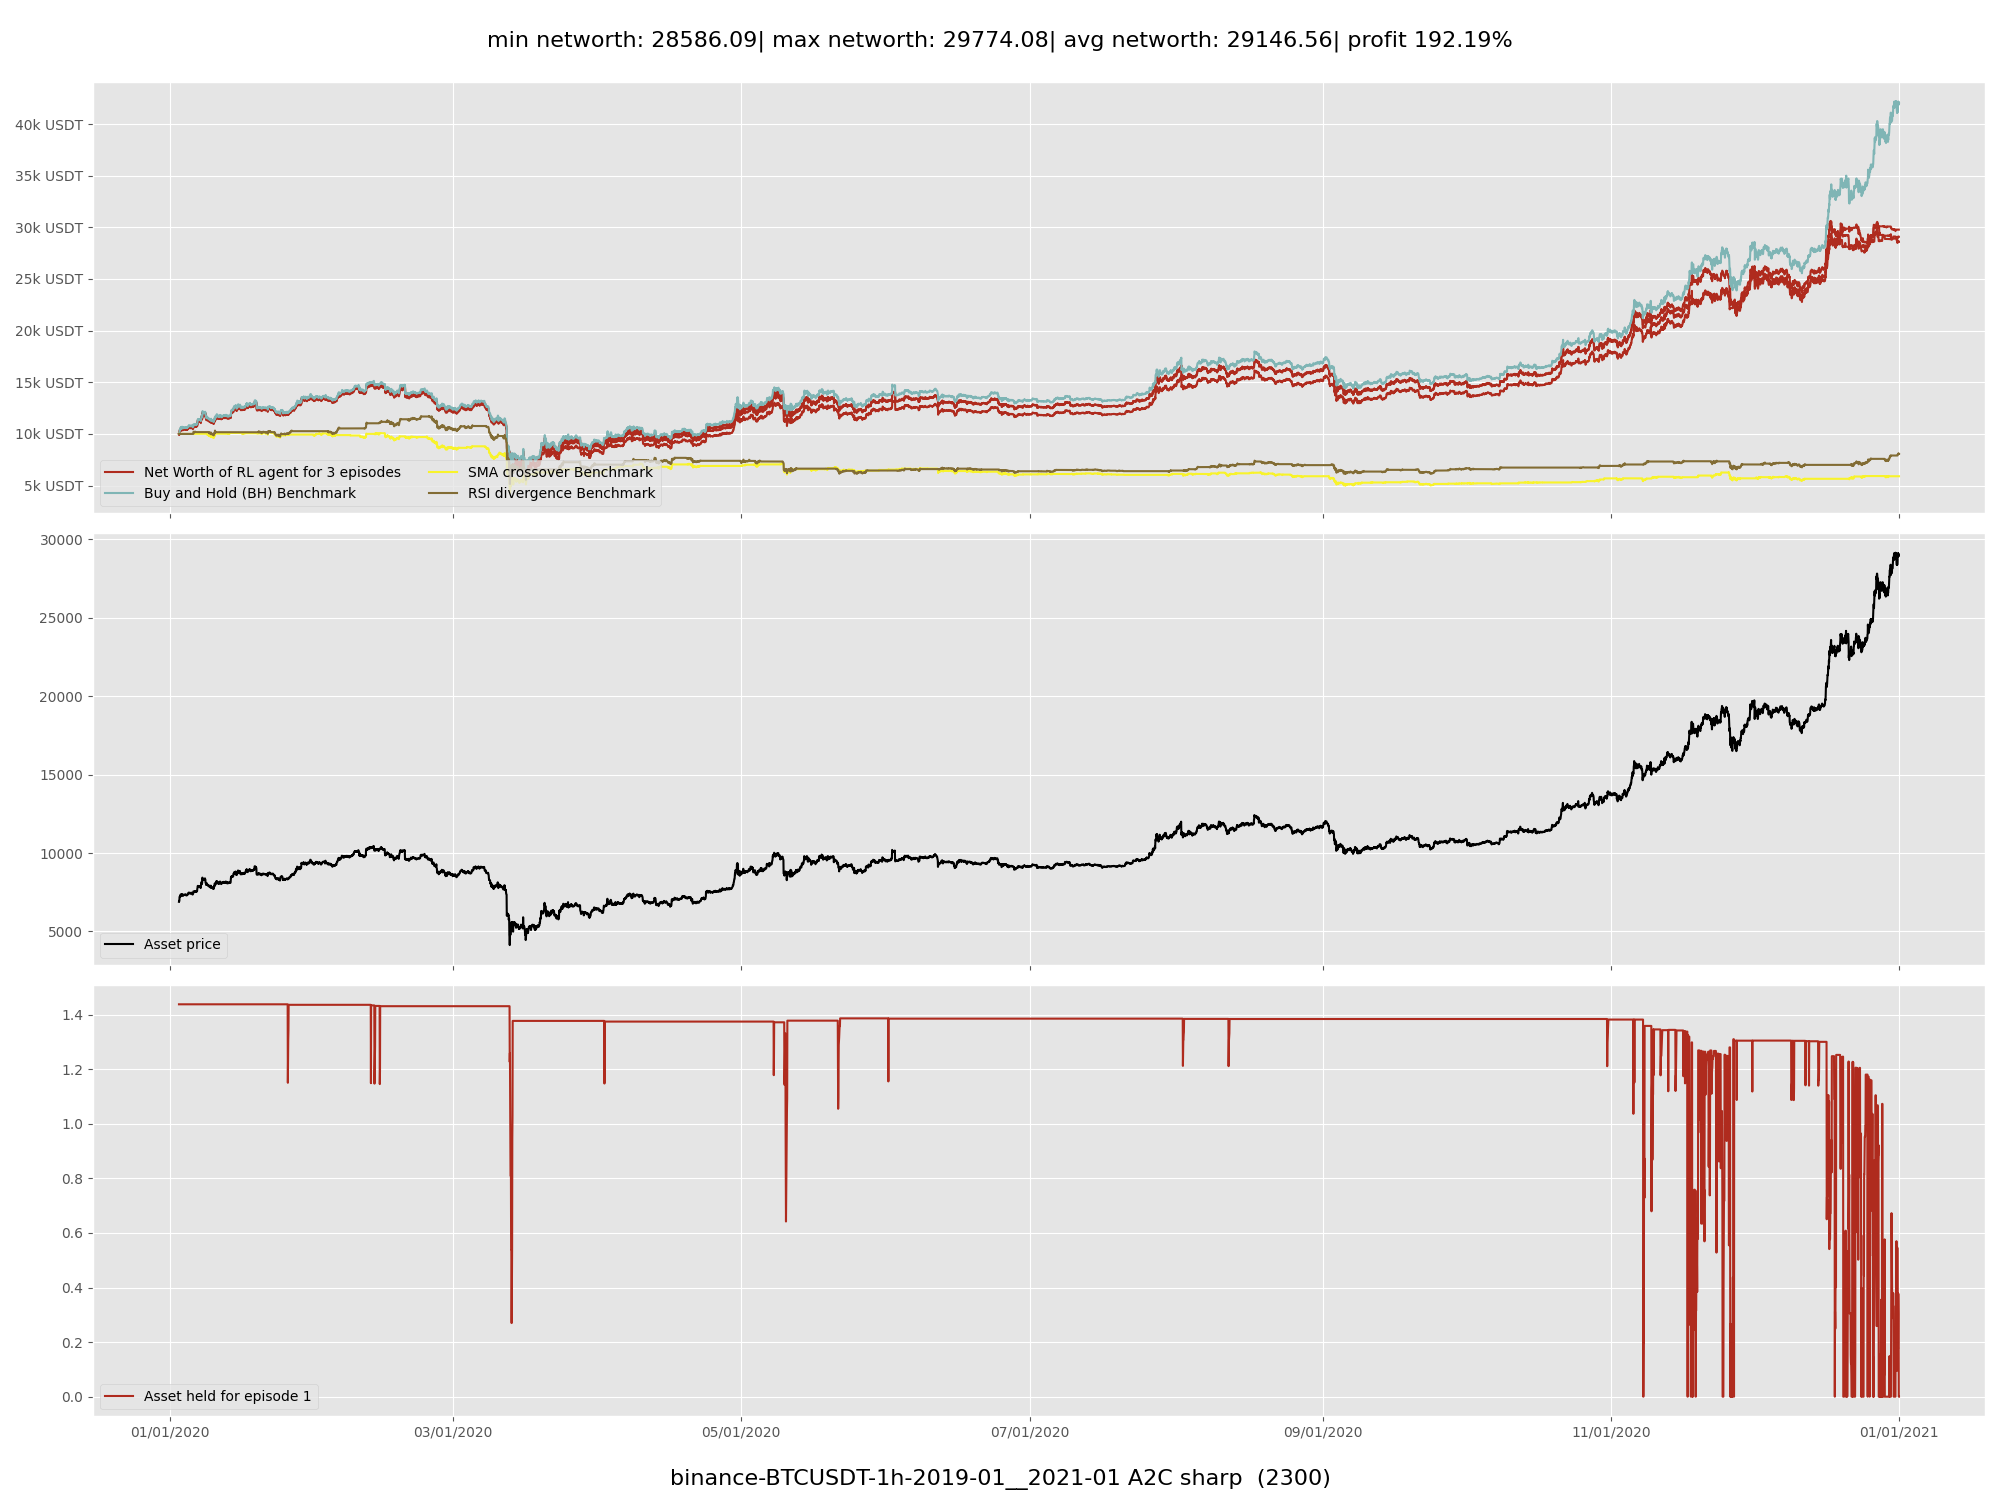 min networth: 28586.09| max networth: 29774.08| avg networth: 29146.56| profit 192.19%
40k USDT
35k USDT
30k USDT
25k USDT
20k USDT
15k USDT
10k USDT
5k USDT
Net Worth of RL agent for 3 episodes
Buy and Hold (BH) Benchmark
SMA crossover Benchmark
RSI divergence Benchmark
30000
25000
20000
15000
10000
5000
Asset price
1.4
1.2
1.0
0.8
0.6
0.4
0.2
0.0
Asset held for episode 1
01/01/2020 03/01/2020 05/01/2020 07/01/2020 09/01/2020 11/01/2020 01/01/2021
binance-BTCUSDT-1h-2019-01__2021-01 A2C sharp (2300)